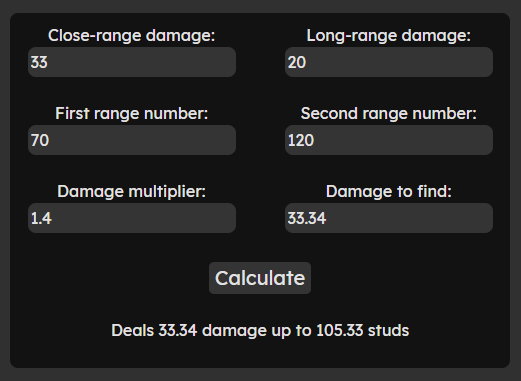 Close-range damage:
Long-range damage:
33
20
First range number:
Second range number:
70
120
Damage multiplier:
Damage to find:
1.4
33.34
Calculate
Deals 33.34 damage up to 105.33 studs